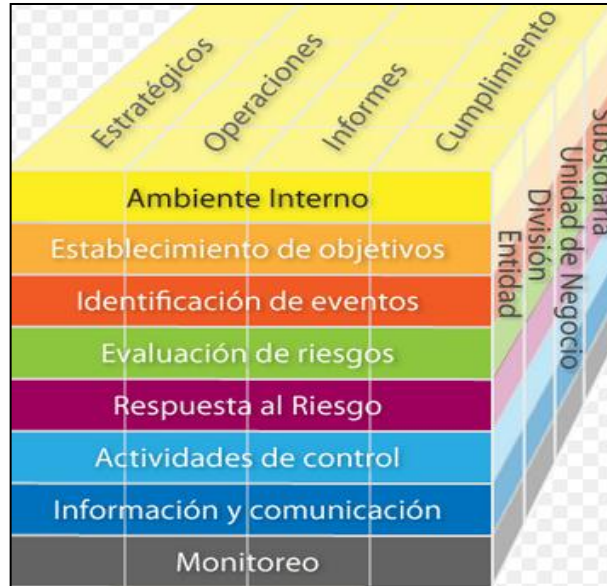 Estratégicos
Operaciones
Informes
Cumplimiento
Ambiente Interno
Establecimiento de objetivos
Identificación de eventos
Evaluación de riesgos
Respuesta al Riesgo
Actividades de control
Información y comunicación
Monitoreo
Entidad
División
Unidad de Negocio
Subsidiaria